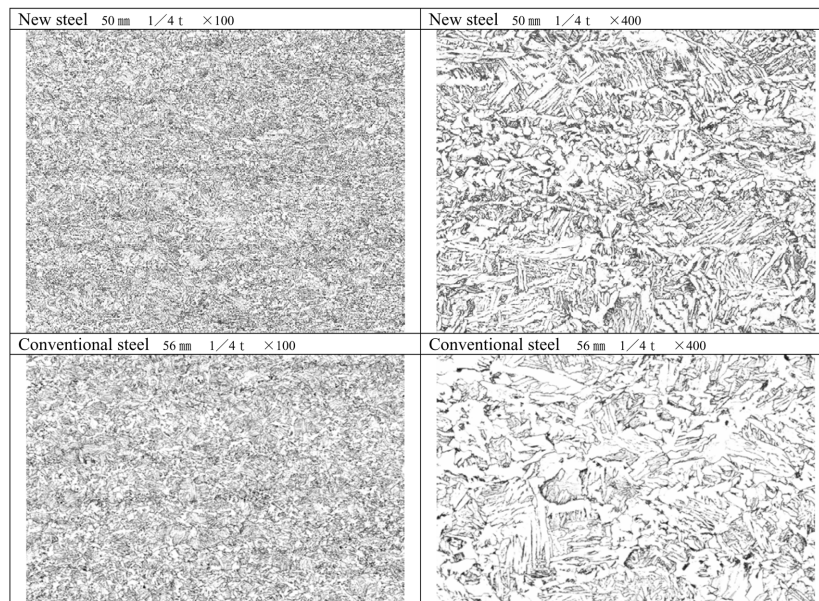 New steel 50 ㎜ 1／4 t ×100
New steel 50 ㎜ 1／4 t ×400
Conventional steel 56 ㎜ 1／4 t ×100
Conventional steel 56 ㎜ 1／4 t ×400